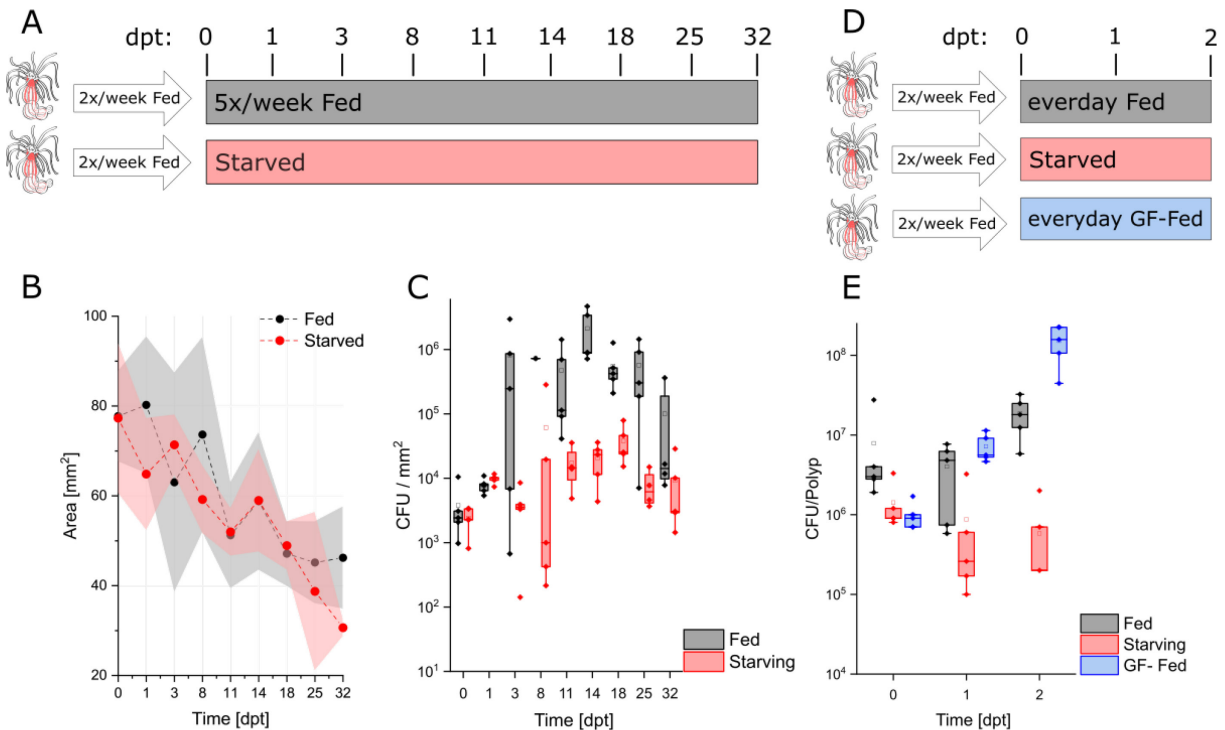 A
dpt: 0 1 3 8 11 14 18 25 32
2x/week Fed
5x/week Fed
2x/week Fed
Starved
D
dpt: 0 1 2
2x/week Fed
everday Fed
2x/week Fed
Starved
2x/week Fed
everyday GF-Fed
B
100
80
60
40
20
Area [mm²]
Fed
Starved
0 1 3 8 11 14 18 25 32
Time [dpt]
C
10⁶
10⁵
10⁴
10³
10²
10¹
CFU / mm²
Fed
Starving
0 1 3 8 11 14 18 25 32
Time [dpt]
E
10⁸
10⁷
10⁶
10⁵
10⁴
CFU/Polyp
Fed
Starving
GF- Fed
0 1 2
Time [dpt]